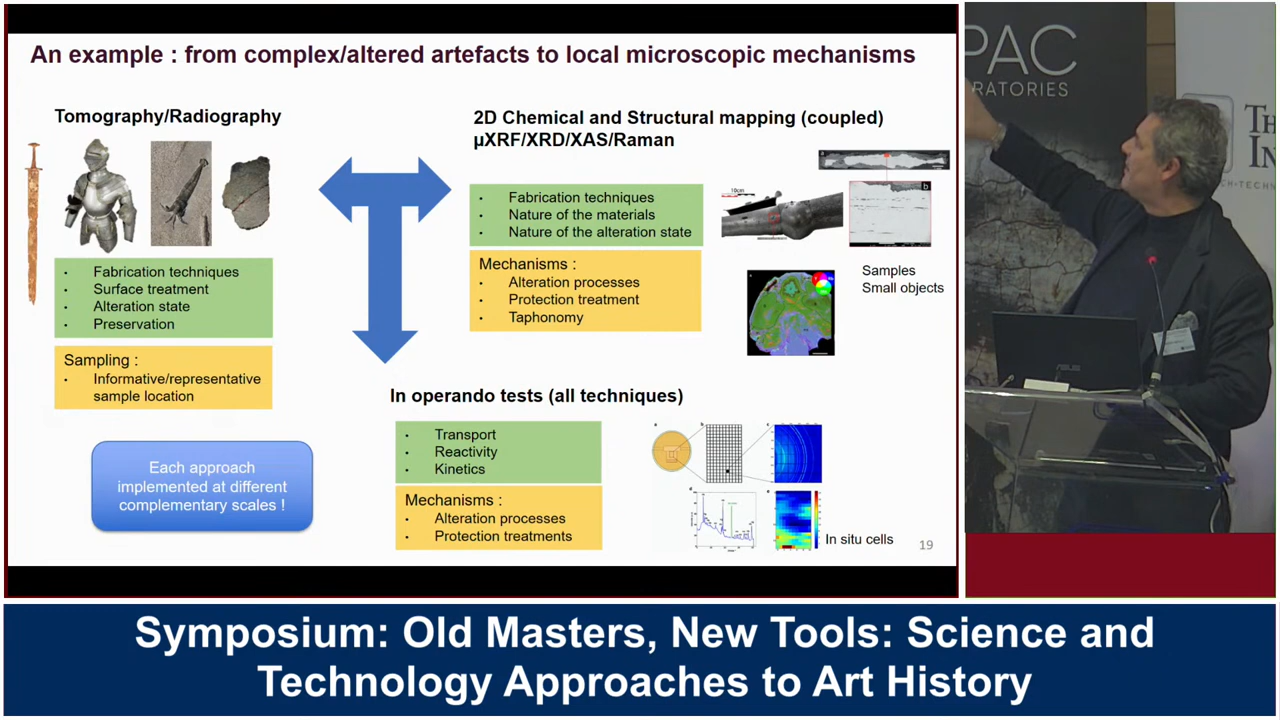 An example : from complex/altered artefacts to local microscopic mechanisms
Tomography/Radiography
• Fabrication techniques
• Surface treatment
• Alteration state
• Preservation
Sampling :
• Informative/representative
sample location
Each approach
implemented at different
complementary scales !
2D Chemical and Structural mapping (coupled)
µXRF/XRD/XAS/Raman
• Fabrication techniques
• Nature of the materials
• Nature of the alteration state
Mechanisms :
• Alteration processes
• Protection treatment
• Taphonomy
10cm
a
b
Samples
Small objects
In operando tests (all techniques)
• Transport
• Reactivity
• Kinetics
Mechanisms :
• Alteration processes
• Protection treatments
a
b
c
d
e
In situ cells
19
PAC
RATORIES
TH
IN
ASUS
Symposium: Old Masters, New Tools: Science and
Technology Approaches to Art History